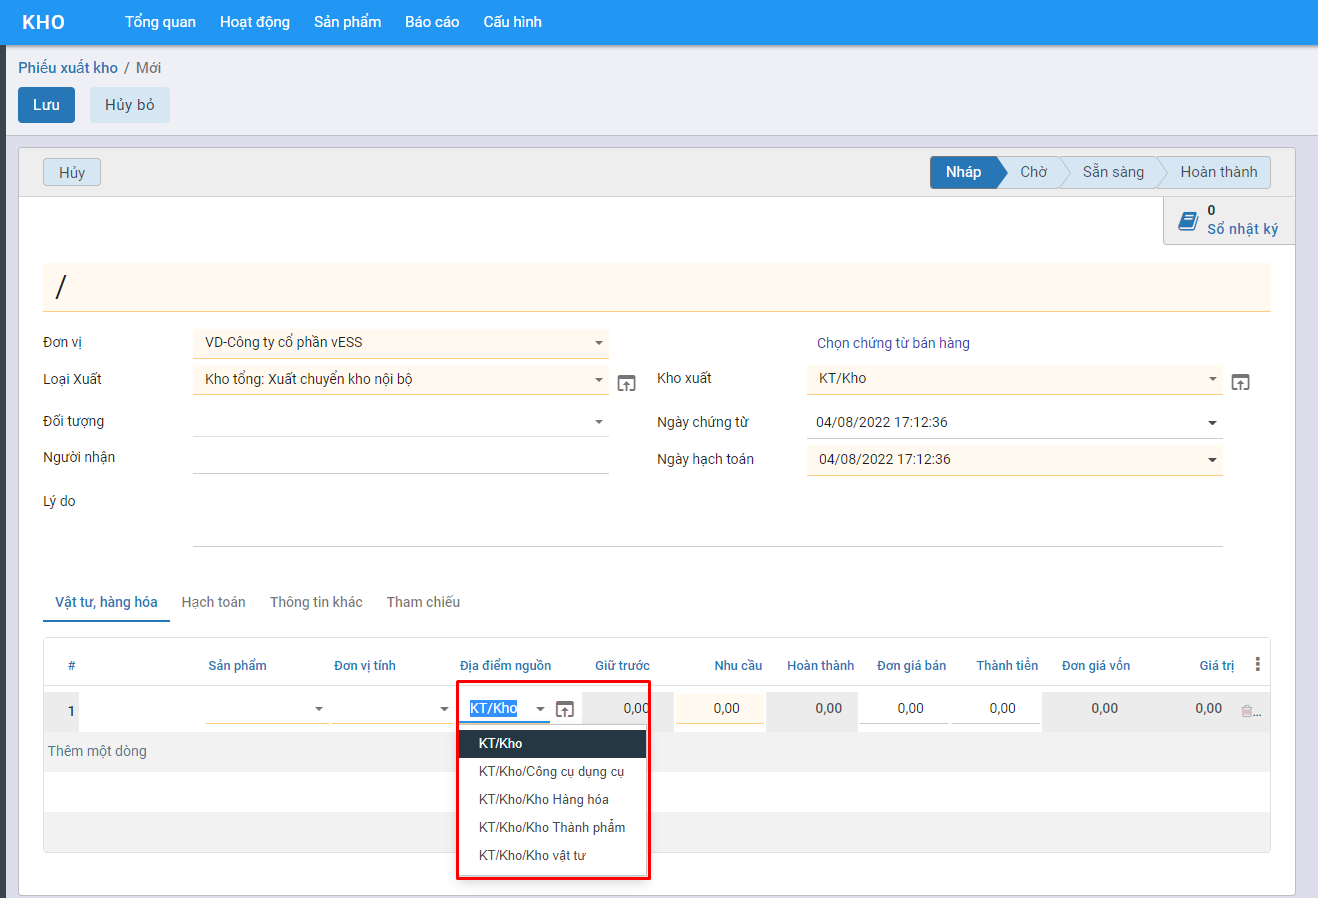 KHO Tổng quan Hoạt động Sản phẩm Báo cáo Cấu hình
Phiếu xuất kho / Mới
Lưu Hủy bỏ
Hủy Nháp Chờ Sẵn sàng Hoàn thành
0
Sổ nhật ký
/
Đơn vị VD-Công ty cổ phần vESS Chọn chứng từ bán hàng
Loại Xuất Kho tổng: Xuất chuyển kho nội bộ Kho xuất KT/Kho
Đối tượng Ngày chứng từ 04/08/2022 17:12:36
Người nhận Ngày hạch toán 04/08/2022 17:12:36
Lý do
Vật tư, hàng hóa Hạch toán Thông tin khác Tham chiếu
# Sản phẩm Đơn vị tính Địa điểm nguồn Giữ trước Nhu cầu Hoàn thành Đơn giá bán Thành tiền Đơn giá vốn Giá trị
1 KT/Kho 0,00 0,00 0,00 0,00 0,00 0,00 0,00 ...
Thêm một dòng
KT/Kho
KT/Kho/Công cụ dụng cụ
KT/Kho/Kho Hàng hóa
KT/Kho/Kho Thành phẩm
KT/Kho/Kho vật tư